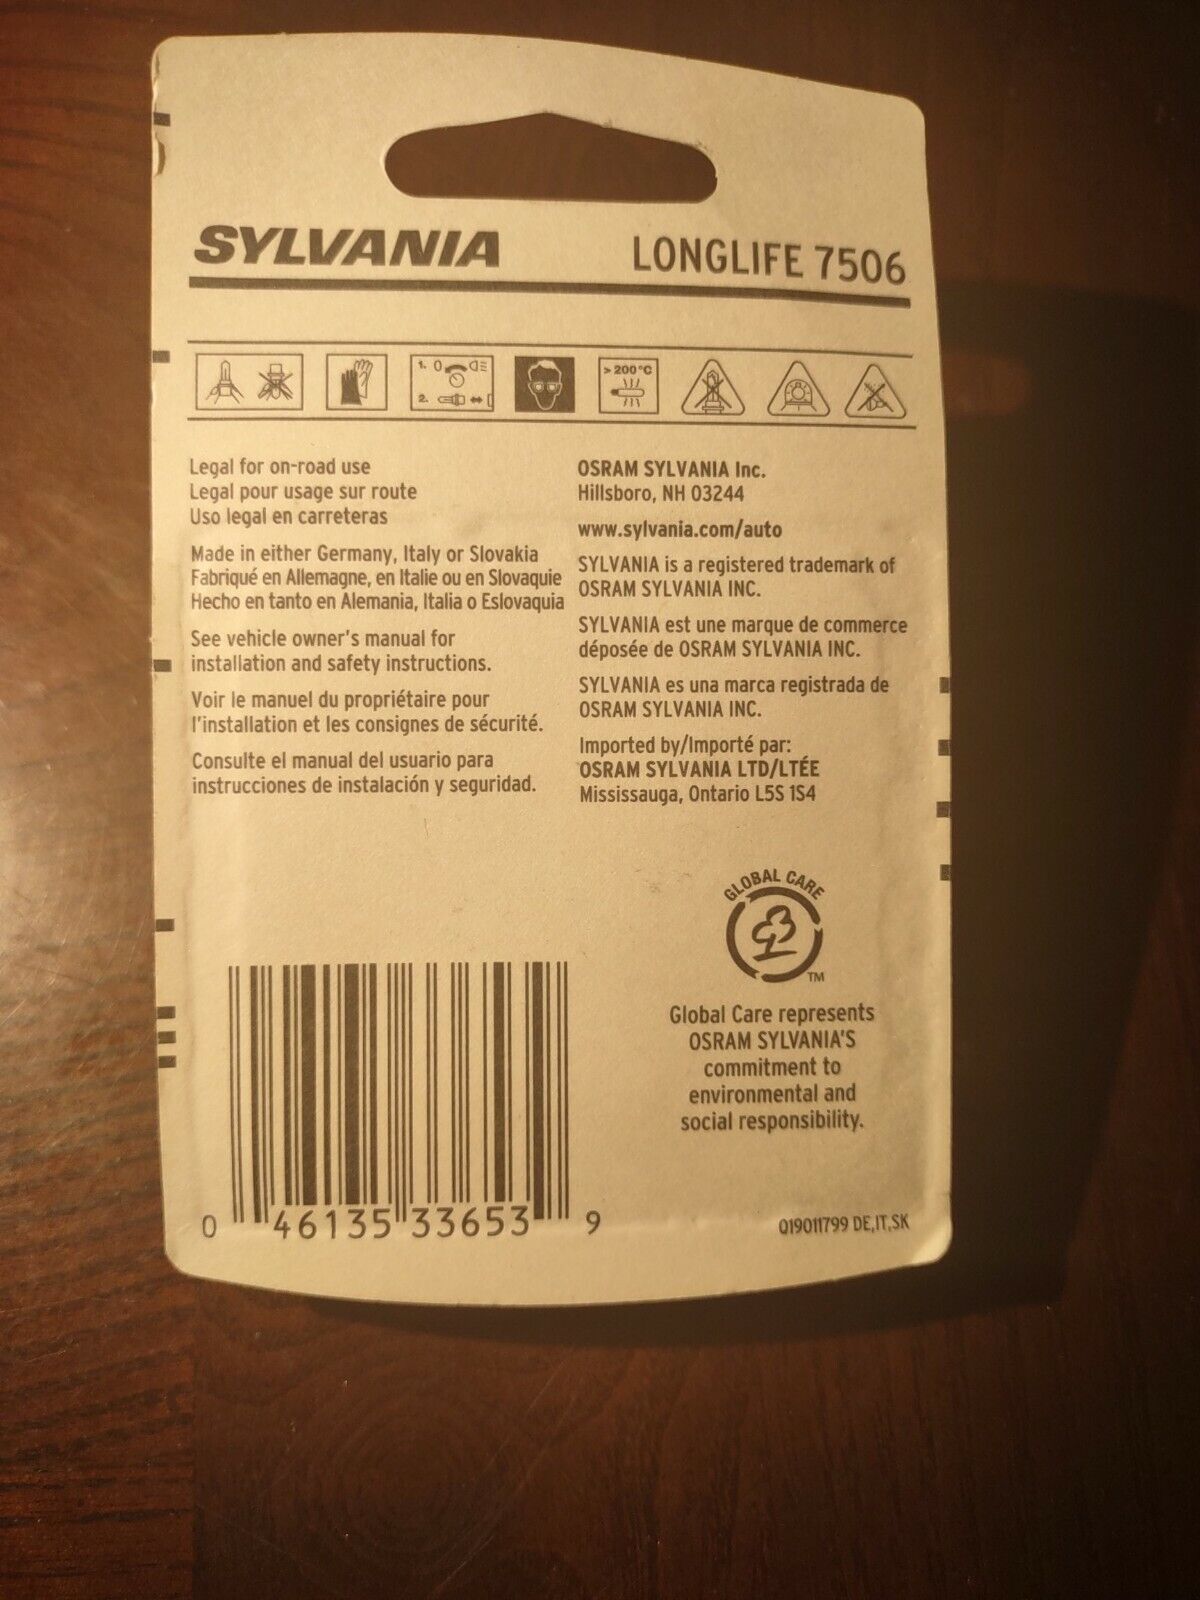 SYLVANIA
LONGLIFE 7506
1. 0
2.
> 200 °C
Legal for on-road use
Legal pour usage sur route
Uso legal en carreteras
Made in either Germany, Italy or Slovakia
Fabriqué en Allemagne, en Italie ou en Slovaquie
Hecho en tanto en Alemania, Italia o Eslovaquia
See vehicle owner's manual for
installation and safety instructions.
Voir le manuel du propriétaire pour
l'installation et les consignes de sécurité.
Consulte el manual del usuario para
instrucciones de instalación y seguridad.
OSRAM SYLVANIA Inc.
Hillsboro, NH 03244
www.sylvania.com/auto
SYLVANIA is a registered trademark of
OSRAM SYLVANIA INC.
SYLVANIA est une marque de commerce
déposée de OSRAM SYLVANIA INC.
SYLVANIA es una marca registrada de
OSRAM SYLVANIA INC.
Imported by/Importé par:
OSRAM SYLVANIA LTD/LTÉE
Mississauga, Ontario L5S 1S4
GLOBAL CARE
TM
Global Care represents
OSRAM SYLVANIA'S
commitment to
environmental and
social responsibility.
0 46135 33653 9
Q19011799 DE,IT,SK